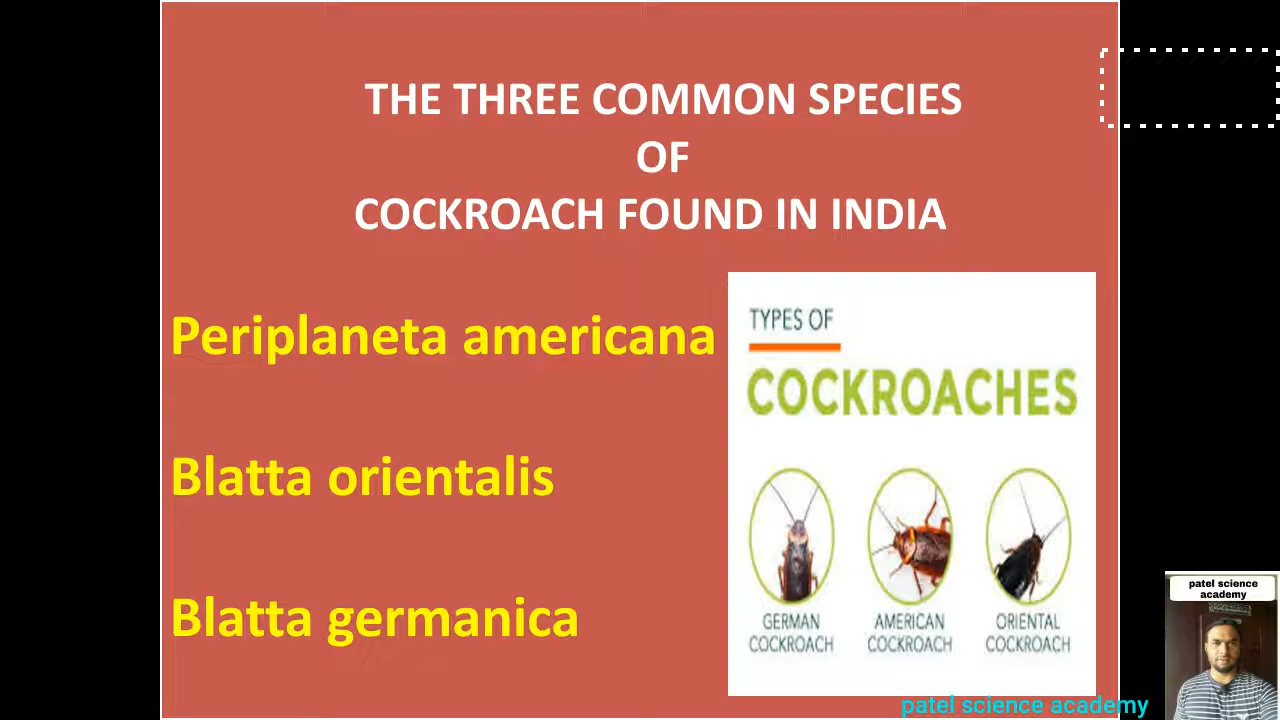 THE THREE COMMON SPECIES
OF
COCKROACH FOUND IN INDIA
Periplaneta americana
Blatta orientalis
Blatta germanica
TYPES OF
COCKROACHES
GERMAN
COCKROACH
AMERICAN
COCKROACH
ORIENTAL
COCKROACH
patel science
academy
patel science academy